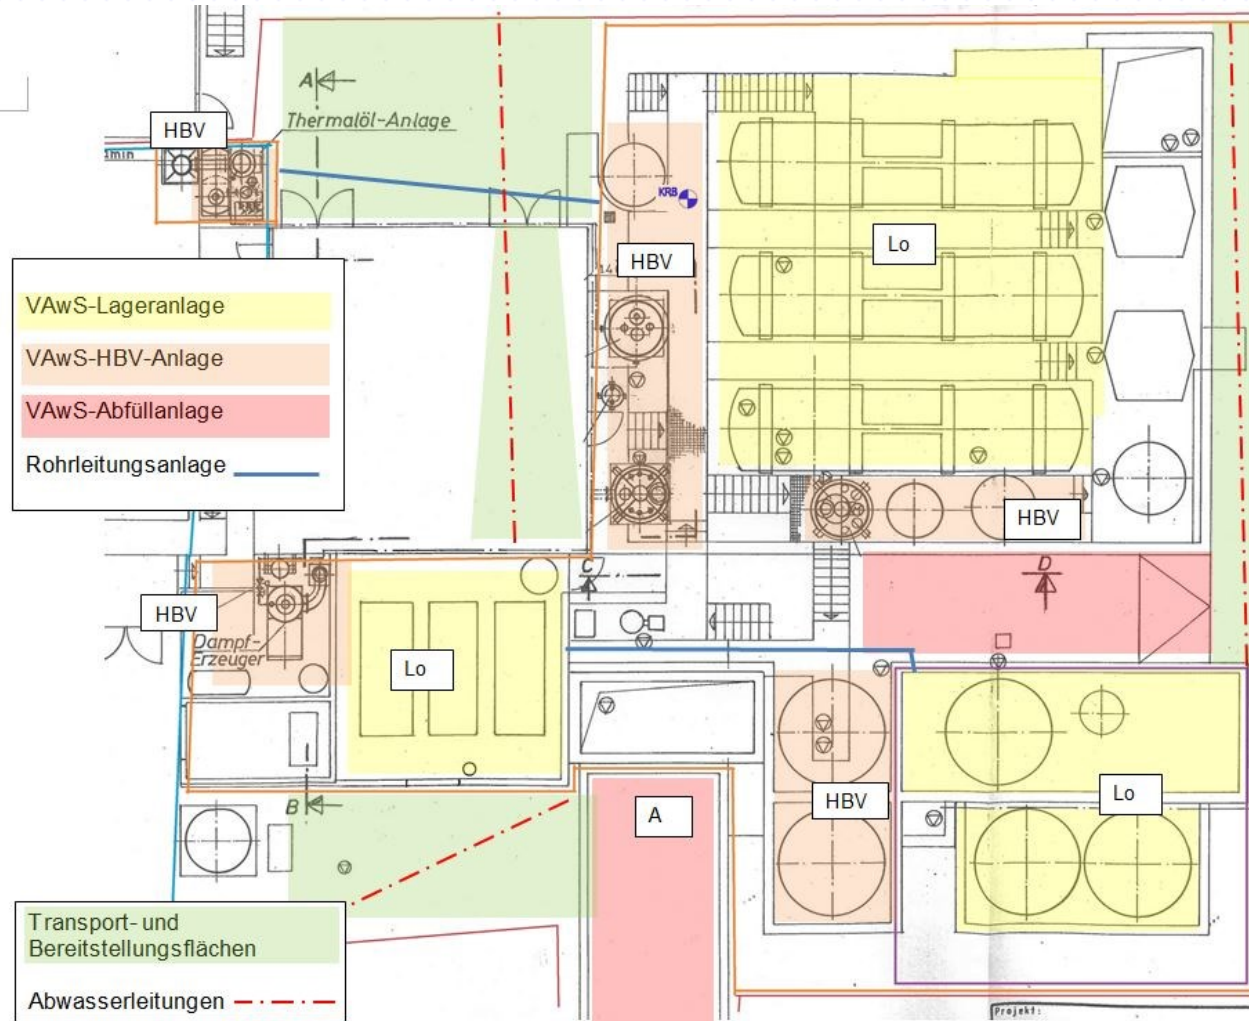 A
HBV
Thermalöl-Anlage
KRB
Lo
HBV
VAwS-Lageranlage
VAwS-HBV-Anlage
VAwS-Abfüllanlage
Rohrleitungsanlage
HBV
C
D
HBV
Dampf-
Erzeuger
Lo
HBV
Lo
A
B
Transport- und
Bereitstellungsflächen
Abwasserleitungen
Projekt: